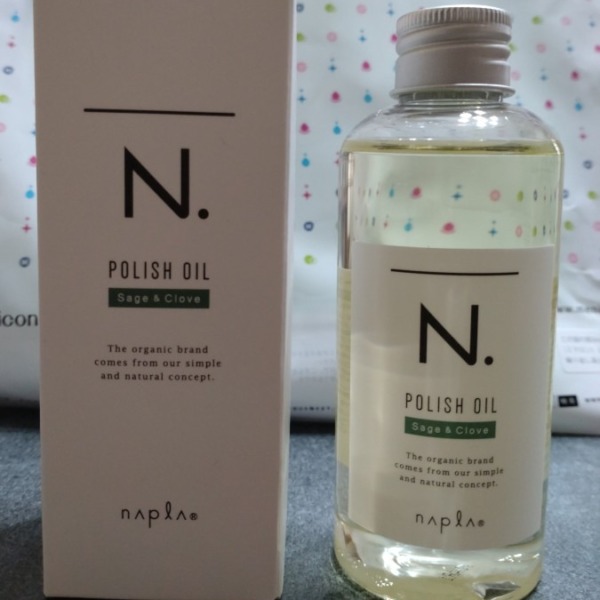 N.
POLISH OIL
Sage & Clove
The organic brand
comes from our simple
and natural concept.
napla®
N.
POLISH OIL
Sage & Clove
The organic brand
comes from our simple
and natural concept.
napla®
icon